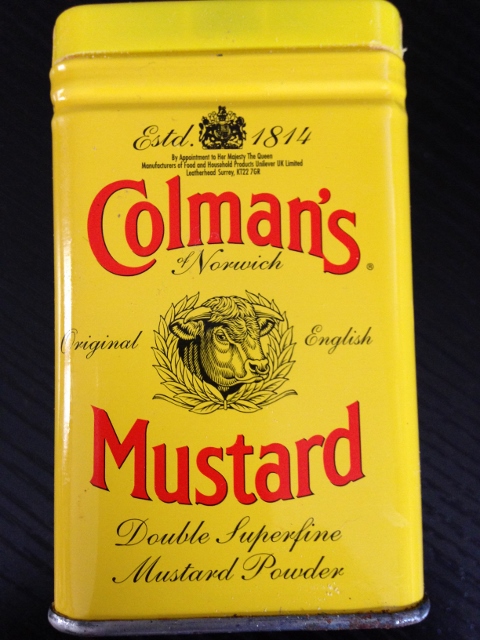 Estd. 1814
By Appointment to Her Majesty The Queen
Manufacturers of Food and Household Products Unilever UK Limited
Leatherhead Surrey, KT22 7GR
Colman's®
of Norwich
Original English
Mustard
Double Superfine
Mustard Powder